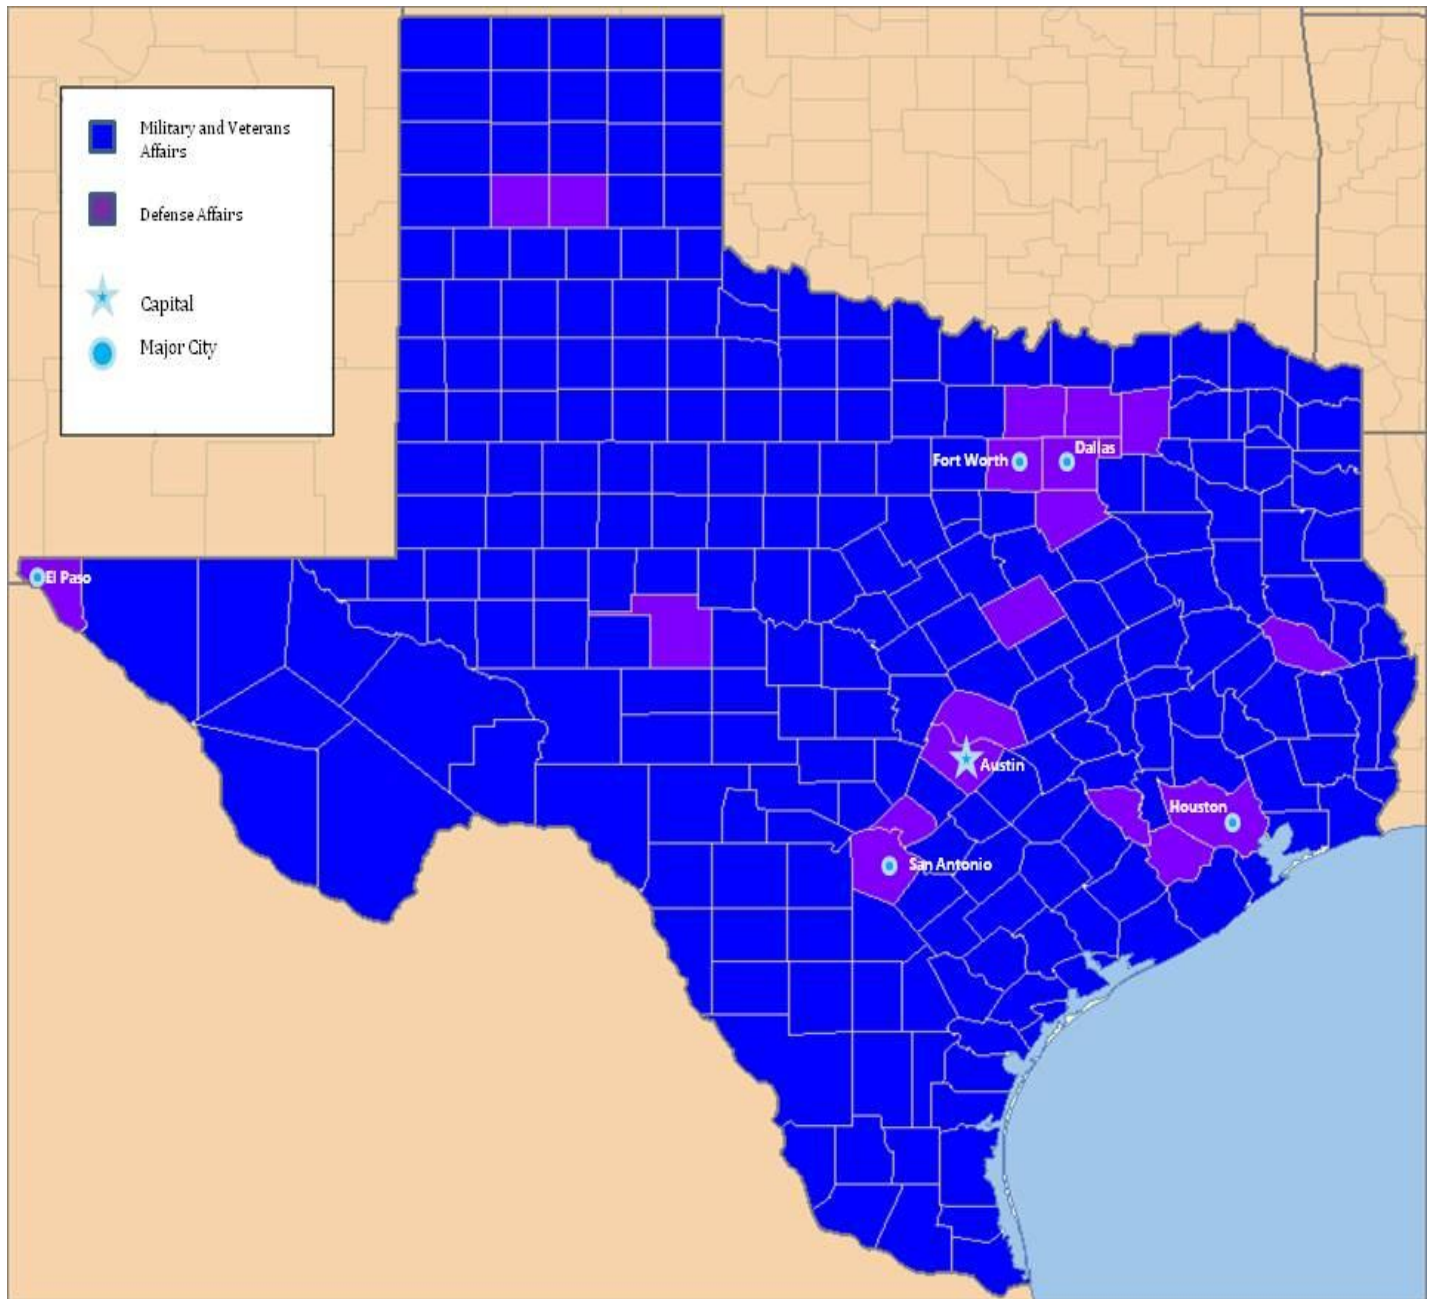 Military and Veterans
Affairs
Defense Affairs
Capital
Major City
Fort Worth
Dallas
El Paso
Austin
Houston
San Antonio